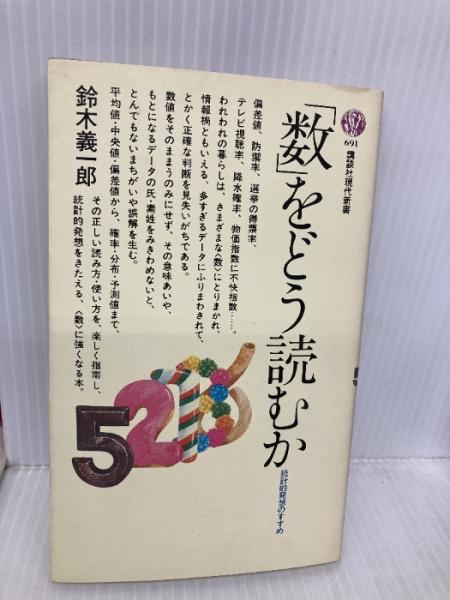 691
講談社現代新書
「数」をどう読むか
統計的発想のすすめ
偏差値、防禦率、選挙の得票率、
テレビ視聴率、降水確率、物価指数に不快指数……。
われわれの暮らしは、さまざまな〈数〉にとりまかれ、
情報禍ともいえる、多すぎるデータにふりまわされて、
とかく正確な判断を見失いがちである。
数値をそのままうのみにせず、その意味あいや、
もとになるデータの氏・素姓をみきわめないと、
とんでもないまちがいや誤解を生む。
平均値・中央値・偏差値から、確率・分布・予測値まで、
その正しい読み方・使い方を、楽しく指南し、
統計的発想をきたえる、〈数〉に強くなる本。
鈴木義一郎
5216